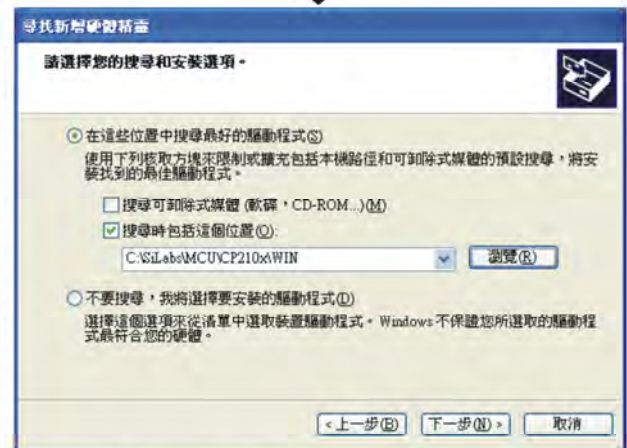 尋找新增硬體精靈
請選擇您的搜尋和安裝選項。
在這些位置中搜尋最好的驅動程式(S)
使用下列核取方塊來限制或擴充包括本機路徑和可卸除式媒體的預設搜尋，將安
裝找到的最佳驅動程式。
搜尋可卸除式媒體 (軟碟，CD-ROM...)(M)
搜尋時包括這個位置(O):
C:\SiLabs\MCU\CP210x\WIN
瀏覽(R)
不要搜尋，我將選擇要安裝的驅動程式(D)
選擇這個選項來從清單中選取裝置驅動程式。Windows 不保證您所選取的驅動程
式最符合您的硬體。
<上一步(B) 下一步(N)> 取消